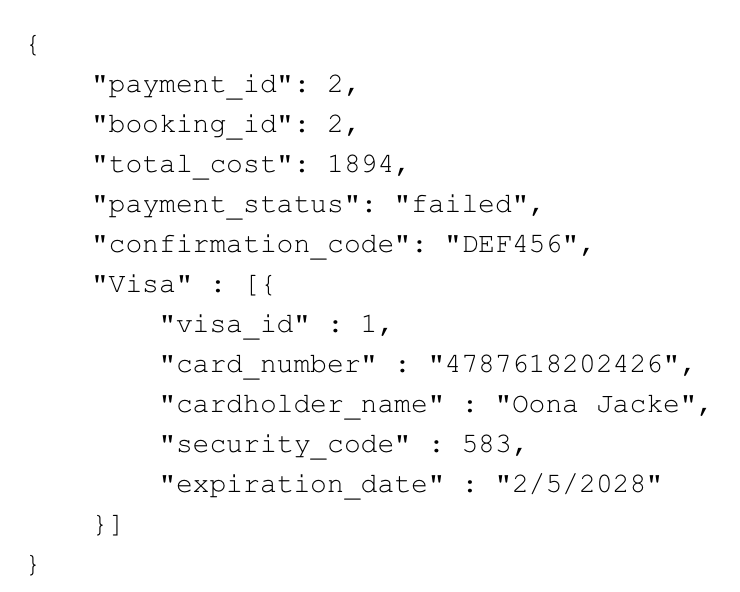 {
    "payment_id": 2,
    "booking_id": 2,
    "total_cost": 1894,
    "payment_status": "failed",
    "confirmation_code": "DEF456",
    "Visa" : [{
        "visa_id" : 1,
        "card_number" : "4787618202426",
        "cardholder_name" : "Oona Jacke",
        "security_code" : 583,
        "expiration_date" : "2/5/2028"
    }]
}